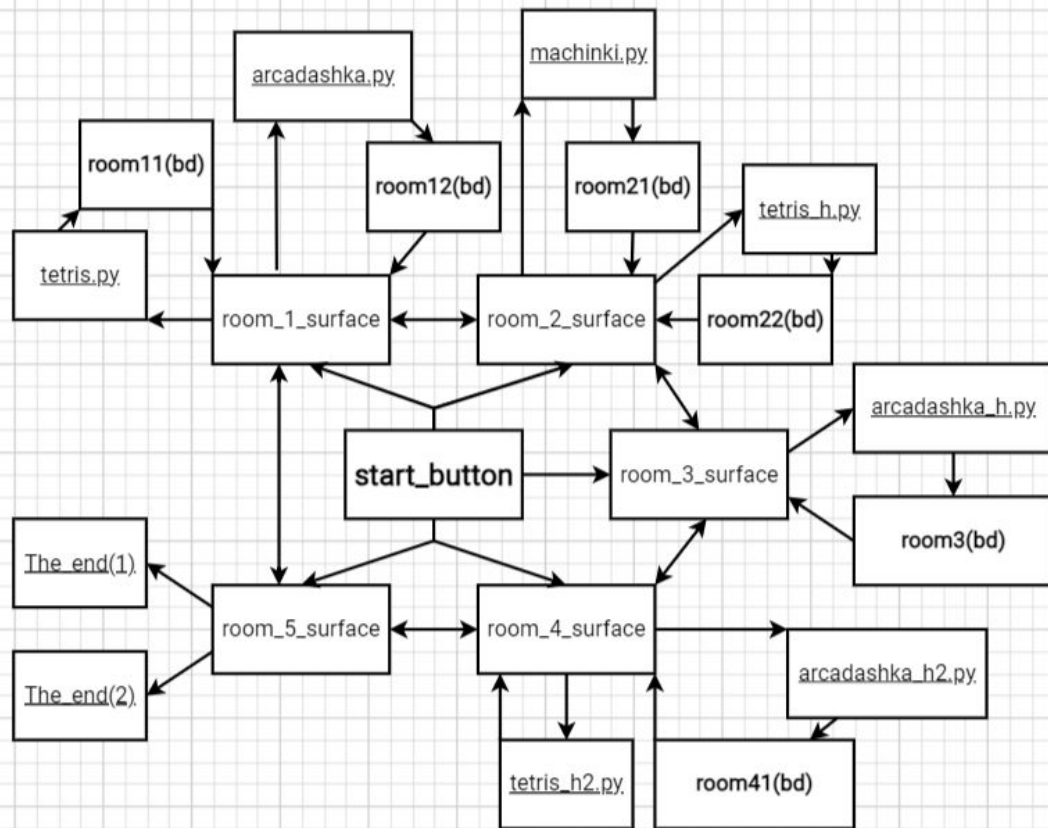 machinki.py
arcadashka.py
room11(bd)
room12(bd)
room21(bd)
tetris_h.py
tetris.py
room_1_surface
room_2_surface
room22(bd)
arcadashka_h.py
start_button
room_3_surface
room3(bd)
The_end(1)
room_5_surface
room_4_surface
arcadashka_h2.py
The_end(2)
tetris_h2.py
room41(bd)